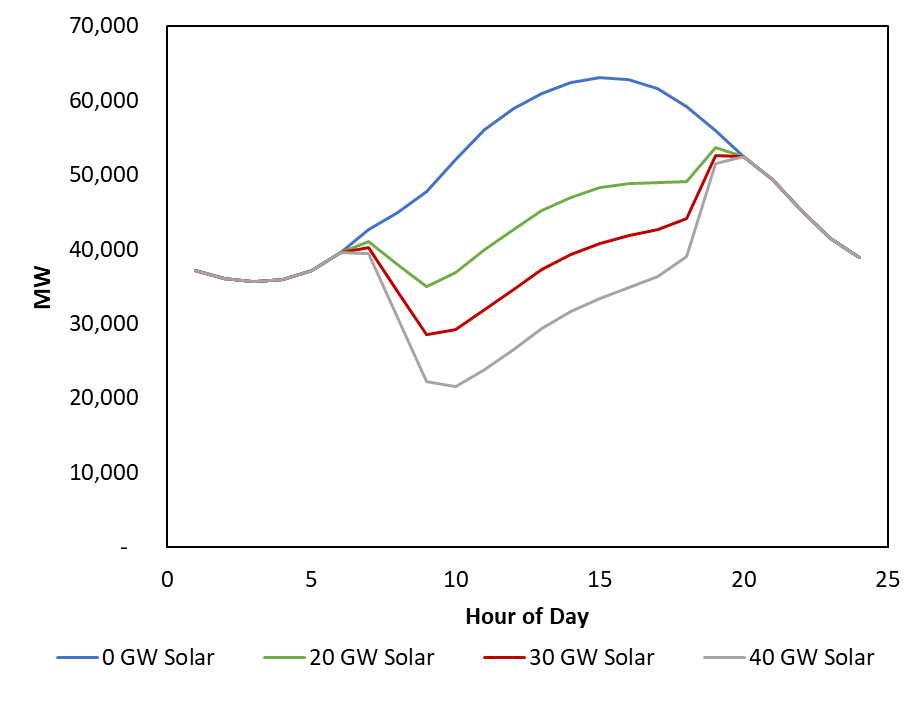 70,000
60,000
50,000
40,000
30,000
20,000
10,000
-
MW
0 5 10 15 20 25
Hour of Day
0 GW Solar 20 GW Solar 30 GW Solar 40 GW Solar